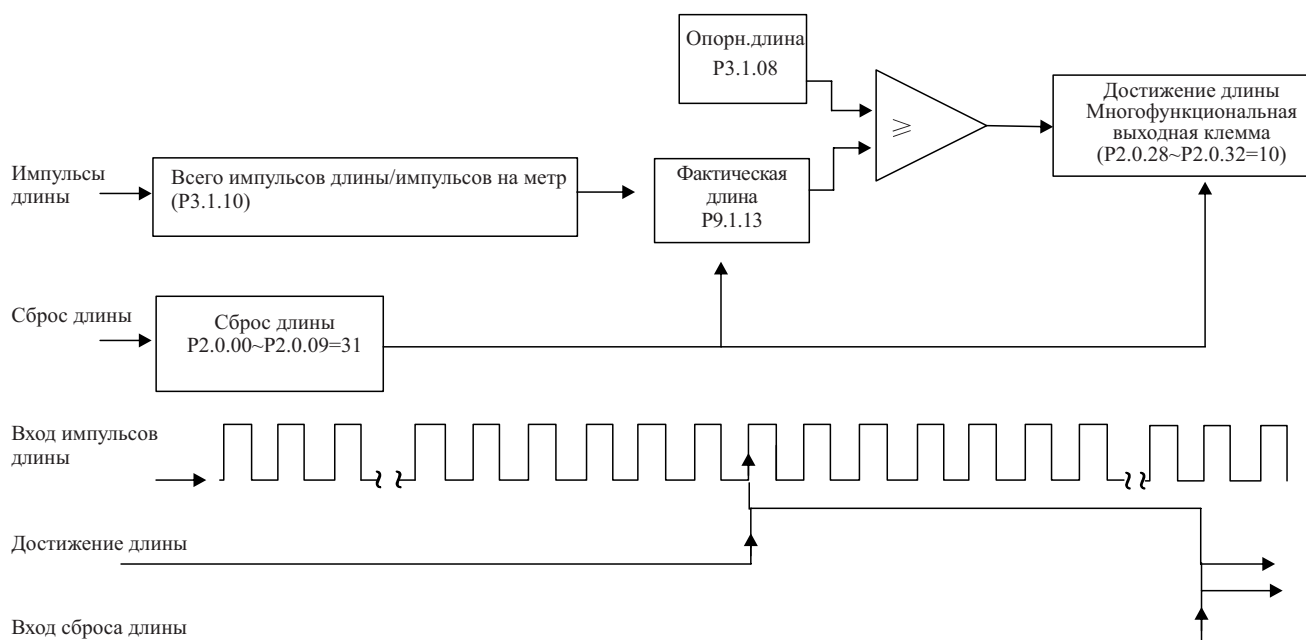 Опорн.длина
P3.1.08
Достижение длины
Многофункциональная
выходная клемма
(P2.0.28~P2.0.32=10)
≥
Импульсы
длины
Всего импульсов длины/импульсов на метр
(P3.1.10)
Фактическая
длина
P9.1.13
Сброс длины
Сброс длины
P2.0.00~P2.0.09=31
Вход импульсов
длины
Достижение длины
Вход сброса длины